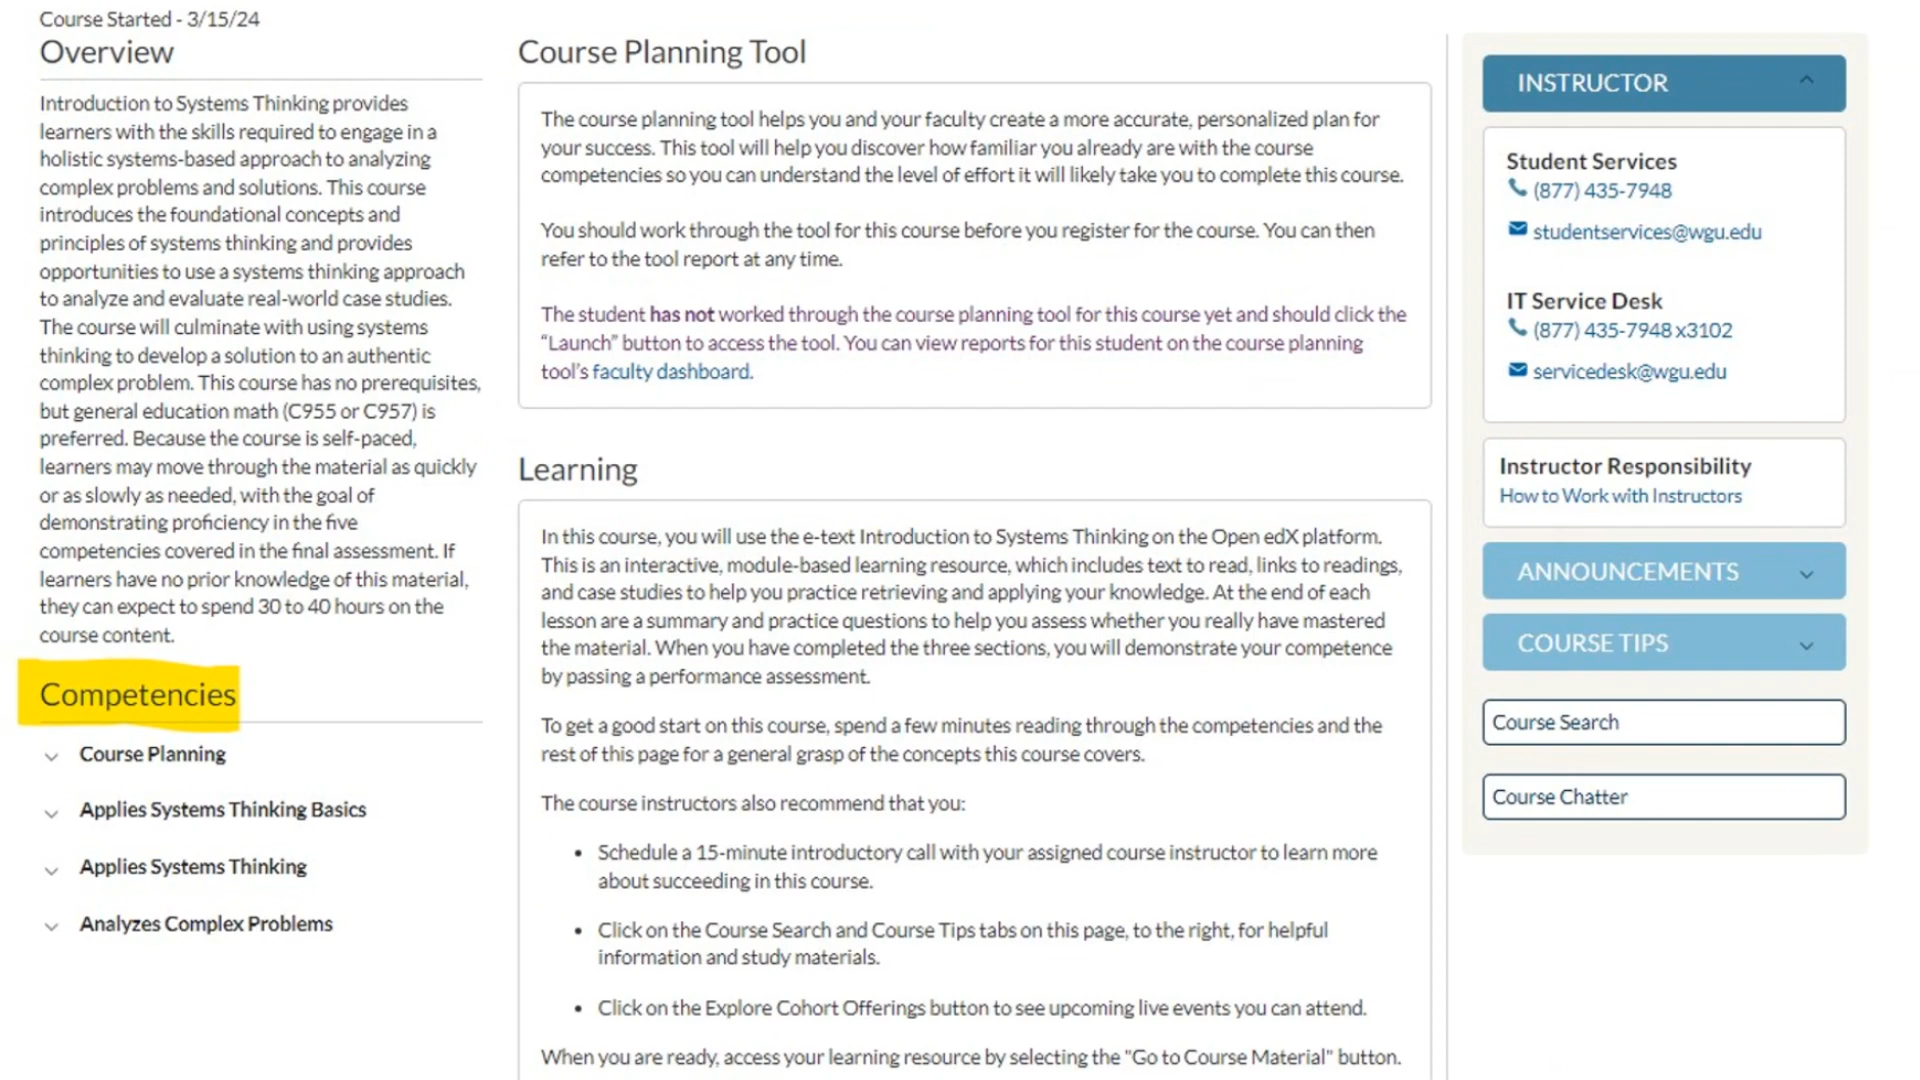 Course Started - 3/15/24
Overview
Introduction to Systems Thinking provides
learners with the skills required to engage in a
holistic systems-based approach to analyzing
complex problems and solutions. This course
introduces the foundational concepts and
principles of systems thinking and provides
opportunities to use a systems thinking approach
to analyze and evaluate real-world case studies.
The course will culminate with using systems
thinking to develop a solution to an authentic
complex problem. This course has no prerequisites,
but general education math (C955 or C957) is
preferred. Because the course is self-paced,
learners may move through the material as quickly
or as slowly as needed, with the goal of
demonstrating proficiency in the five
competencies covered in the final assessment. If
learners have no prior knowledge of this material,
they can expect to spend 30 to 40 hours on the
course content.
Competencies
Course Planning
Applies Systems Thinking Basics
Applies Systems Thinking
Analyzes Complex Problems
Course Planning Tool
The course planning tool helps you and your faculty create a more accurate, personalized plan for
your success. This tool will help you discover how familiar you already are with the course
competencies so you can understand the level of effort it will likely take you to complete this course.
You should work through the tool for this course before you register for the course. You can then
refer to the tool report at any time.
The student has not worked through the course planning tool for this course yet and should click the
“Launch” button to access the tool. You can view reports for this student on the course planning
tool’s faculty dashboard.
Learning
In this course, you will use the e-text Introduction to Systems Thinking on the Open edX platform.
This is an interactive, module-based learning resource, which includes text to read, links to readings,
and case studies to help you practice retrieving and applying your knowledge. At the end of each
lesson are a summary and practice questions to help you assess whether you really have mastered
the material. When you have completed the three sections, you will demonstrate your competence
by passing a performance assessment.
To get a good start on this course, spend a few minutes reading through the competencies and the
rest of this page for a general grasp of the concepts this course covers.
The course instructors also recommend that you:
• Schedule a 15-minute introductory call with your assigned course instructor to learn more
about succeeding in this course.
• Click on the Course Search and Course Tips tabs on this page, to the right, for helpful
information and study materials.
• Click on the Explore Cohort Offerings button to see upcoming live events you can attend.
When you are ready, access your learning resource by selecting the "Go to Course Material" button.
INSTRUCTOR
Student Services
(877) 435-7948
studentservices@wgu.edu
IT Service Desk
(877) 435-7948 x3102
servicedesk@wgu.edu
Instructor Responsibility
How to Work with Instructors
ANNOUNCEMENTS
COURSE TIPS
Course Search
Course Chatter